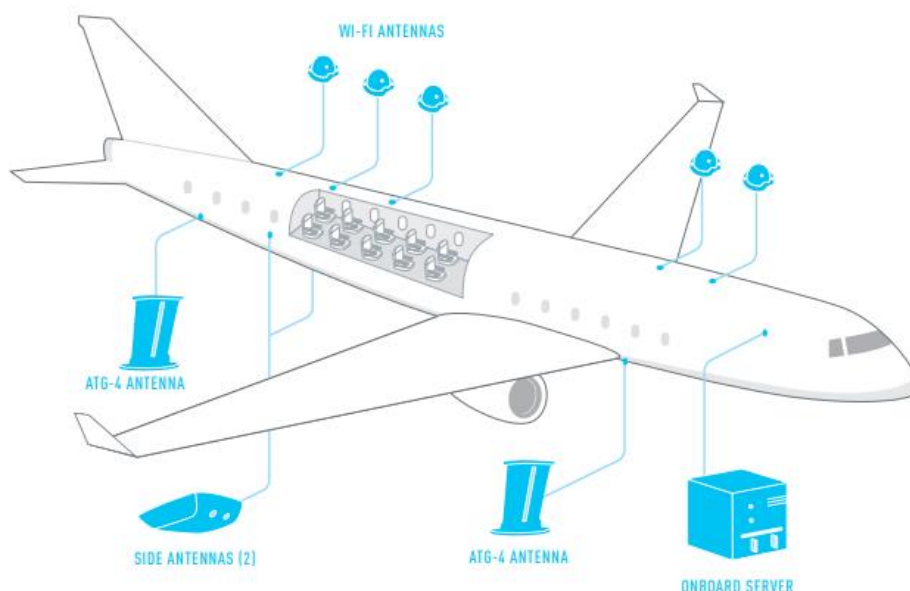 WI-FI ANTENNAS
ATG-4 ANTENNA
SIDE ANTENNAS (2)
ATG-4 ANTENNA
ONBOARD SERVER